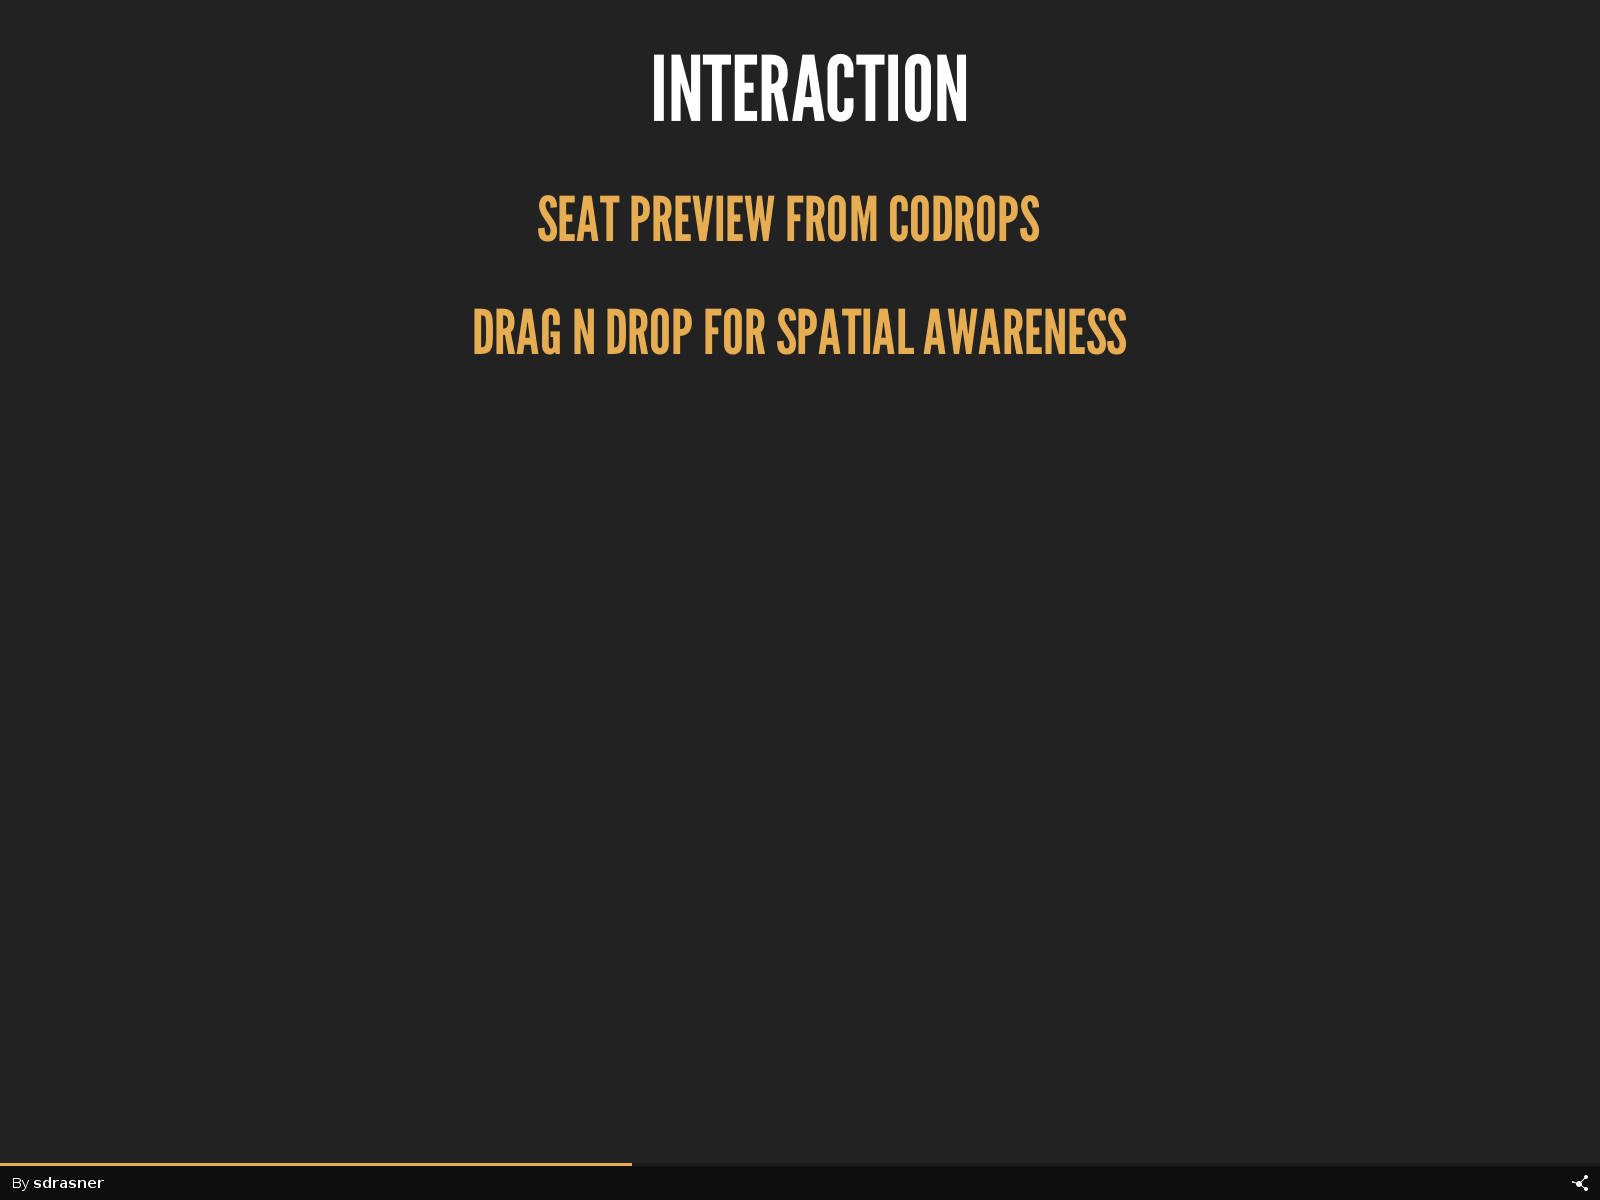 INTERACTION
SEAT PREVIEW FROM CODROPS
DRAG N DROP FOR SPATIAL AWARENESS
By sdrasner